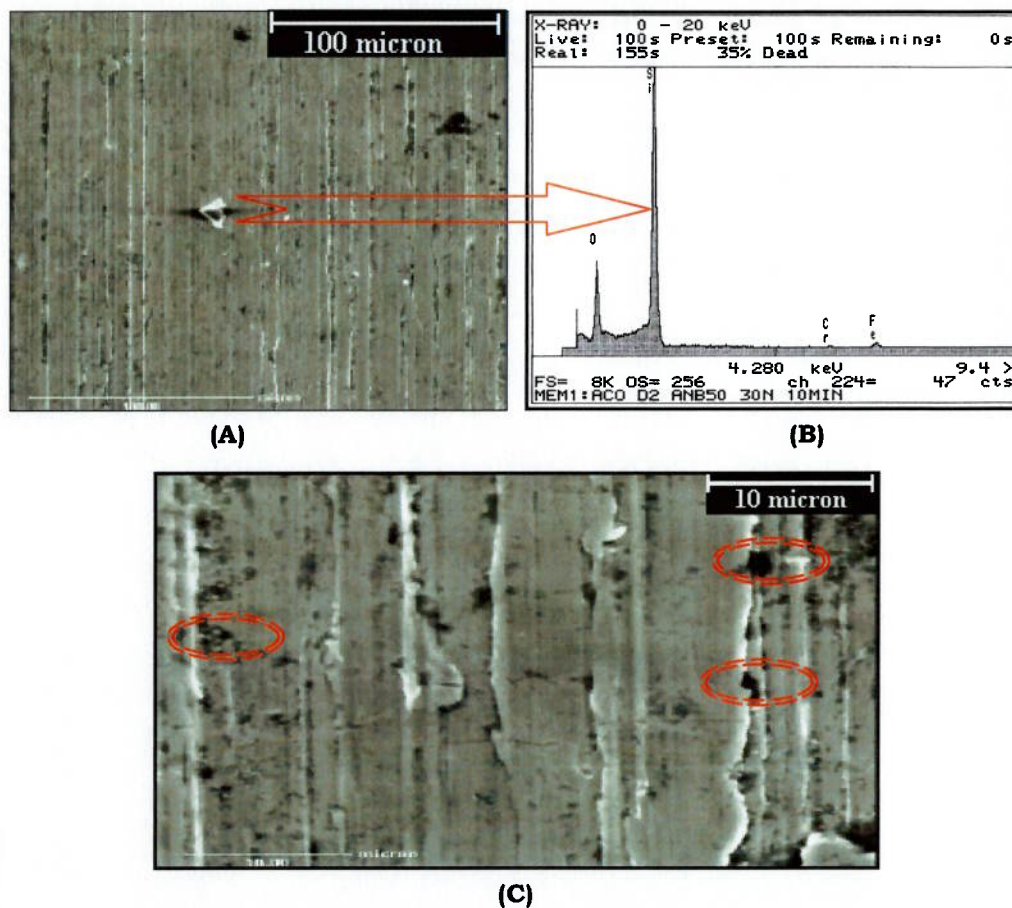 100 micron
X-RAY: 0 - 20 keV
Live: 100s Preset: 100s Remaining: 0s
Real: 155s 35% Dead
Si
O
Cr
Fe
4.280 keV 9.4 >
FS= 8K OS= 256 ch 224= 47 cts
MEM1:ACO D2 ANB50 30N 10MIN
(A)
(B)
10 micron
micron
(C)